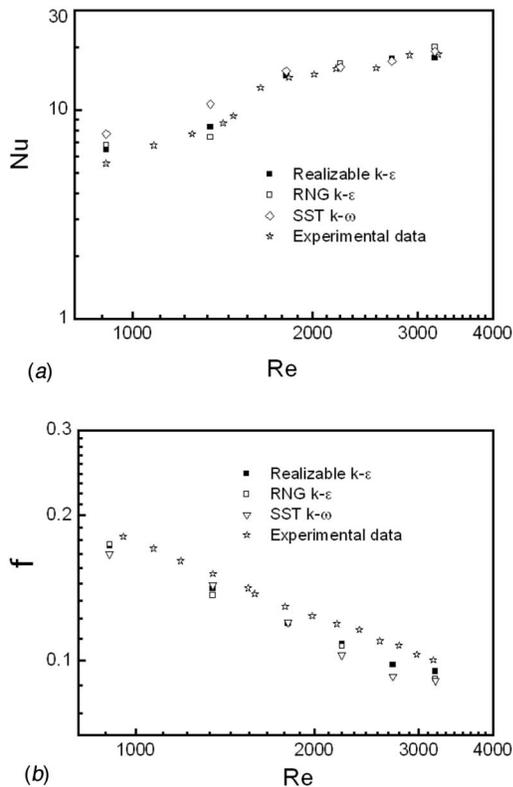 30
10
1
Nu
Realizable k-ε
RNG k-ε
SST k-ω
Experimental data
1000 2000 3000 4000
(a)
Re
0.3
0.2
0.1
f
Realizable k-ε
RNG k-ε
SST k-ω
Experimental data
1000 2000 3000 4000
(b)
Re